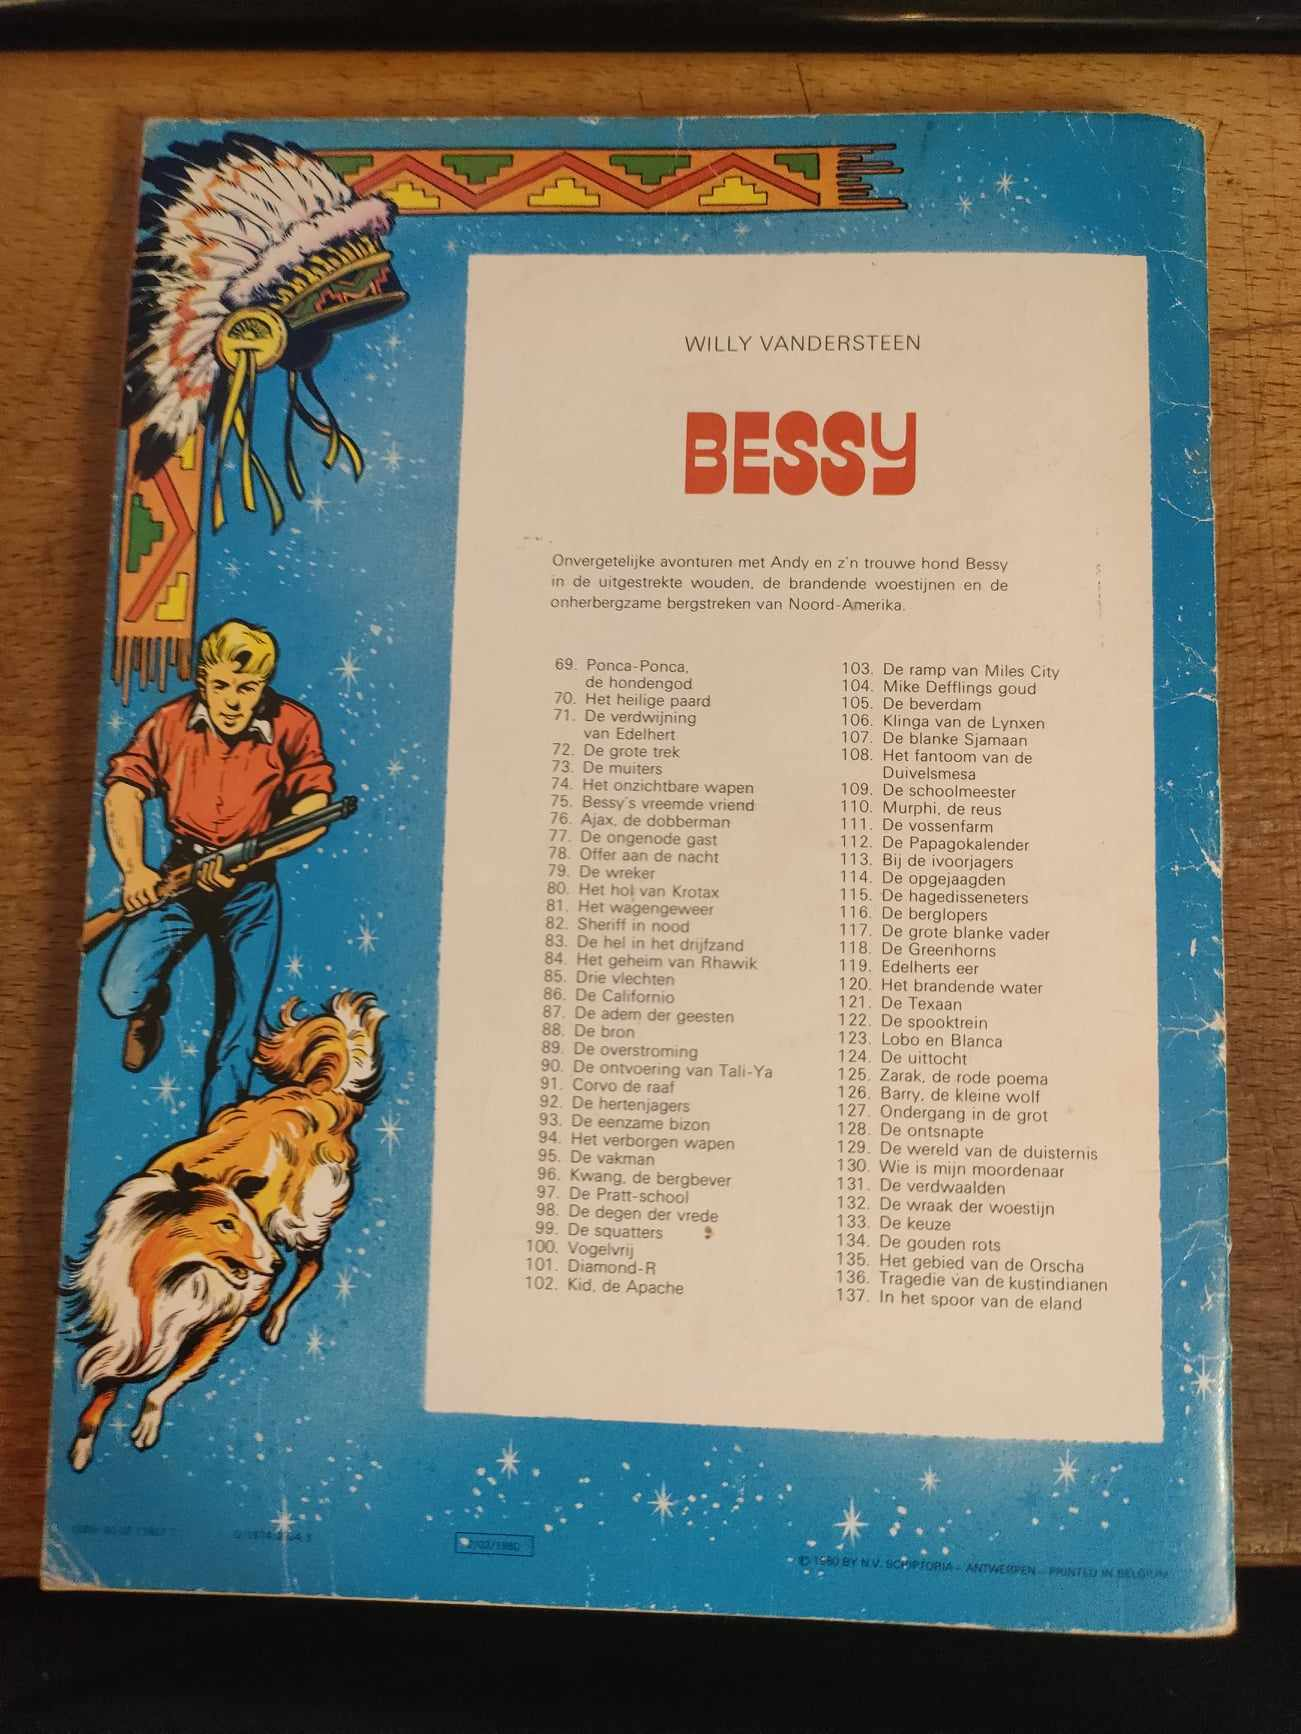 WILLY VANDERSTEEN
BESSY
Onvergetelijke avonturen met Andy en z'n trouwe hond Bessy
in de uitgestrekte wouden, de brandende woestijnen en de
onherbergzame bergstreken van Noord-Amerika.
69. Ponca-Ponca,
de hondengod
70. Het heilige paard
71. De verdwijning
van Edelhert
72. De grote trek
73. De muiters
74. Het onzichtbare wapen
75. Bessy's vreemde vriend
76. Ajax, de dobberman
77. De ongenode gast
78. Offer aan de nacht
79. De wreker
80. Het hol van Krotax
81. Het wagengeweer
82. Sheriff in nood
83. De hel in het drijfzand
84. Het geheim van Rhawik
85. Drie vlechten
86. De Californio
87. De adem der geesten
88. De bron
89. De overstroming
90. De ontvoering van Tali-Ya
91. Corvo de raaf
92. De hertenjagers
93. De eenzame bizon
94. Het verborgen wapen
95. De vakman
96. Kwang, de bergbever
97. De Pratt-school
98. De degen der vrede
99. De squatters
100. Vogelvrij
101. Diamond-R
102. Kid, de Apache
103. De ramp van Miles City
104. Mike Defflings goud
105. De beverdam
106. Klinga van de Lynxen
107. De blanke Sjamaan
108. Het fantoom van de
Duivelsmesa
109. De schoolmeester
110. Murphi, de reus
111. De vossenfarm
112. De Papagokalender
113. Bij de ivoorjagers
114. De opgejaagden
115. De hagedisseneters
116. De berglopers
117. De grote blanke vader
118. De Greenhorns
119. Edelherts eer
120. Het brandende water
121. De Texaan
122. De spooktrein
123. Lobo en Blanca
124. De uittocht
125. Zarak, de rode poema
126. Barry, de kleine wolf
127. Ondergang in de grot
128. De ontsnapte
129. De wereld van de duisternis
130. Wie is mijn moordenaar
131. De verdwaalden
132. De wraak der woestijn
133. De keuze
134. De gouden rots
135. Het gebied van de Orscha
136. Tragedie van de kustindianen
137. In het spoor van de eland
© 1980 BY N.V. SCRIPTORIA - ANTWERPEN - PRINTED IN BELGIUM